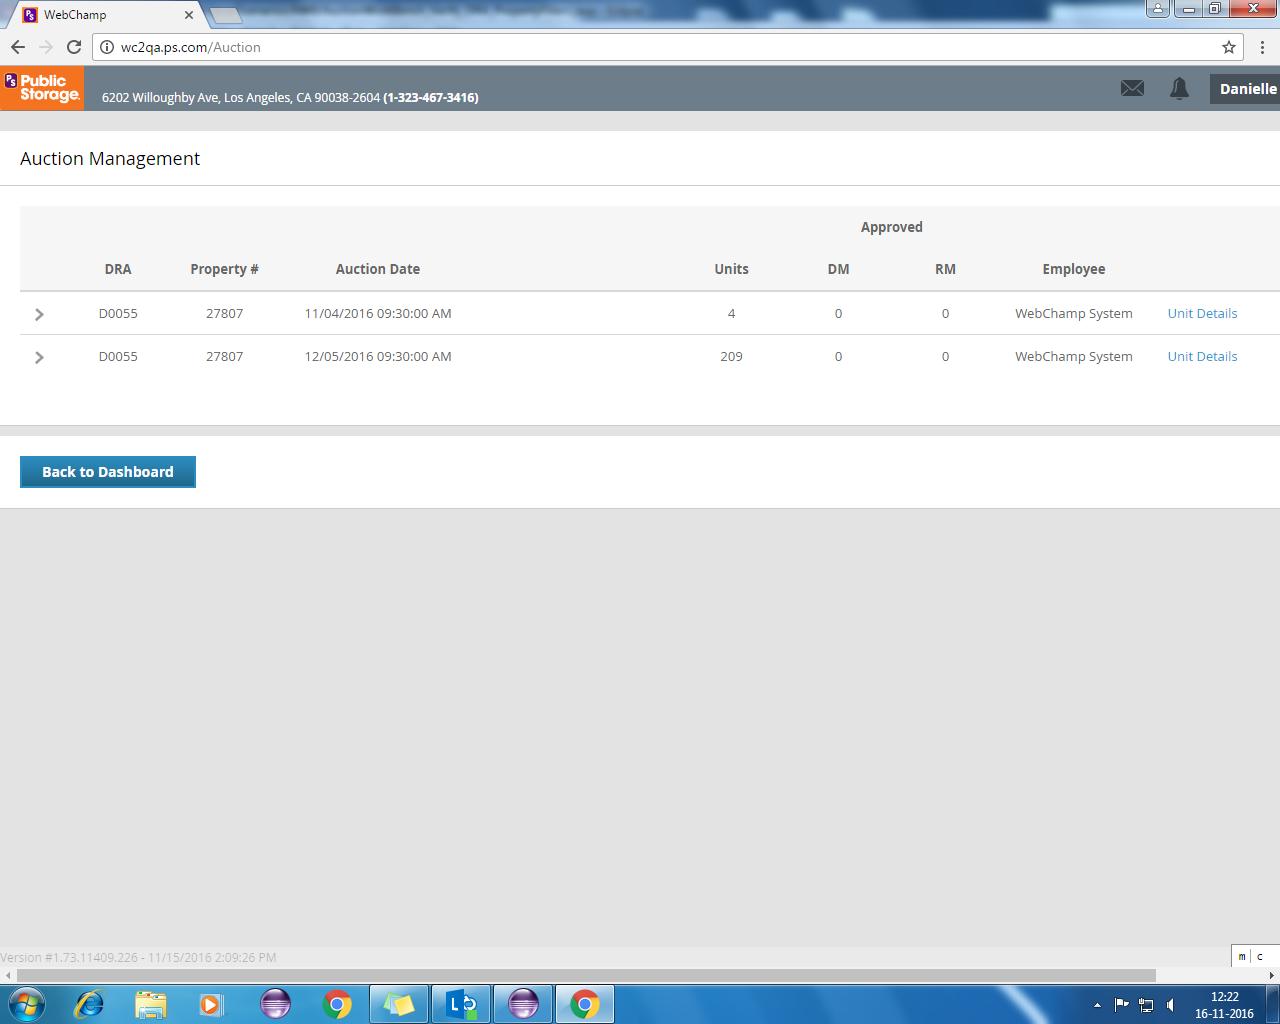 WebChamp
wc2qa.ps.com/Auction
PS Public Storage.
6202 Willoughby Ave, Los Angeles, CA 90038-2604 (1-323-467-3416)
Danielle
Auction Management
Approved
DRA Property # Auction Date Units DM RM Employee
D0055 27807 11/04/2016 09:30:00 AM 4 0 0 WebChamp System Unit Details
D0055 27807 12/05/2016 09:30:00 AM 209 0 0 WebChamp System Unit Details
Back to Dashboard
Version #1.73.11409.226 - 11/15/2016 2:09:26 PM
m | c
12:22
16-11-2016